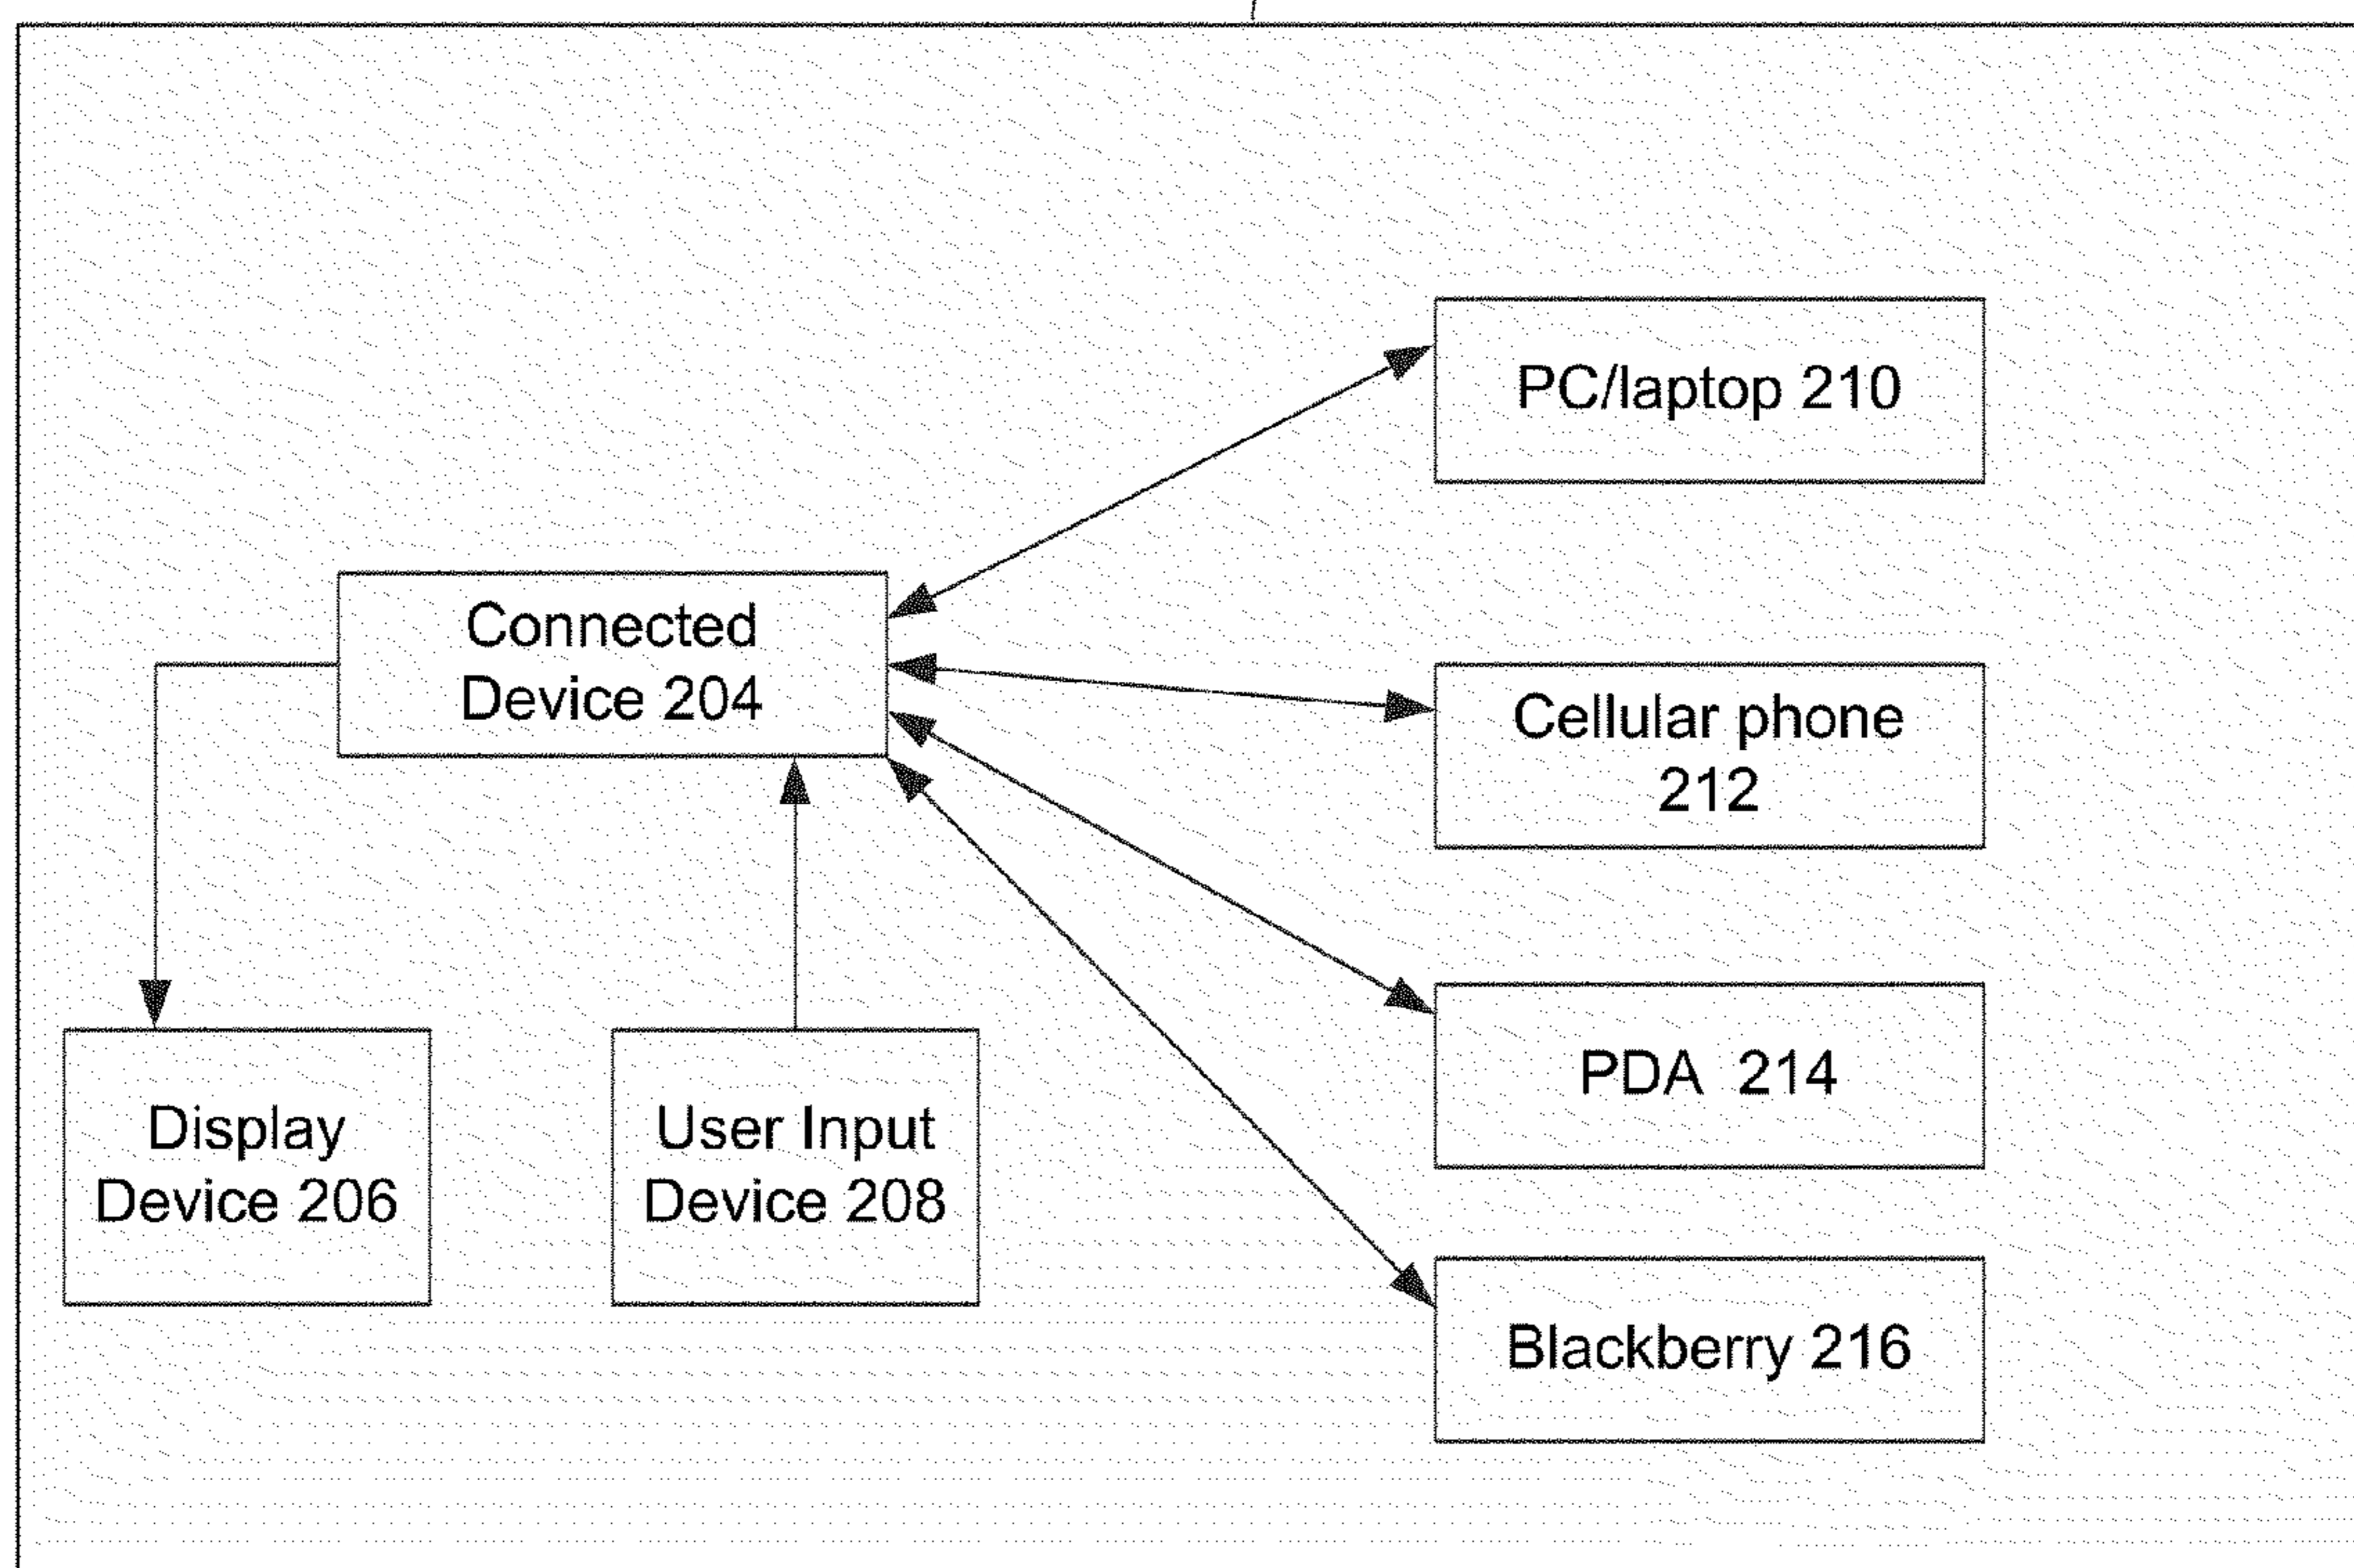 PC/laptop 210
Connected
Device 204
Cellular phone
212
PDA 214
Display
Device 206
User Input
Device 208
Blackberry 216